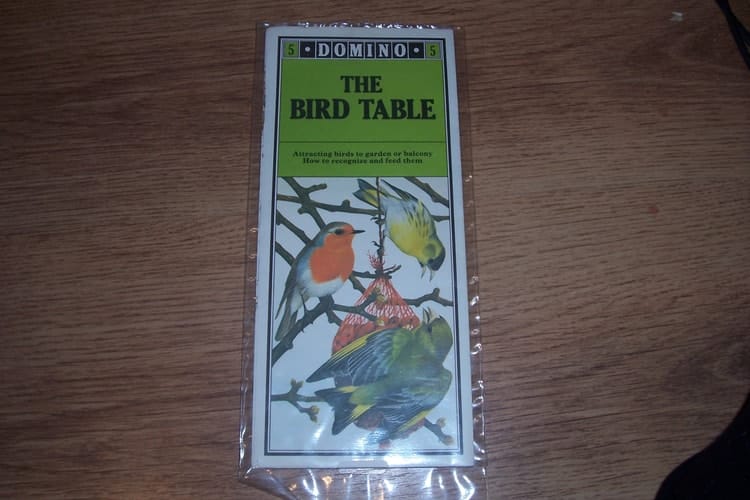 5 • DOMINO • 5
THE
BIRD TABLE
Attracting birds to garden or balcony
How to recognize and feed them